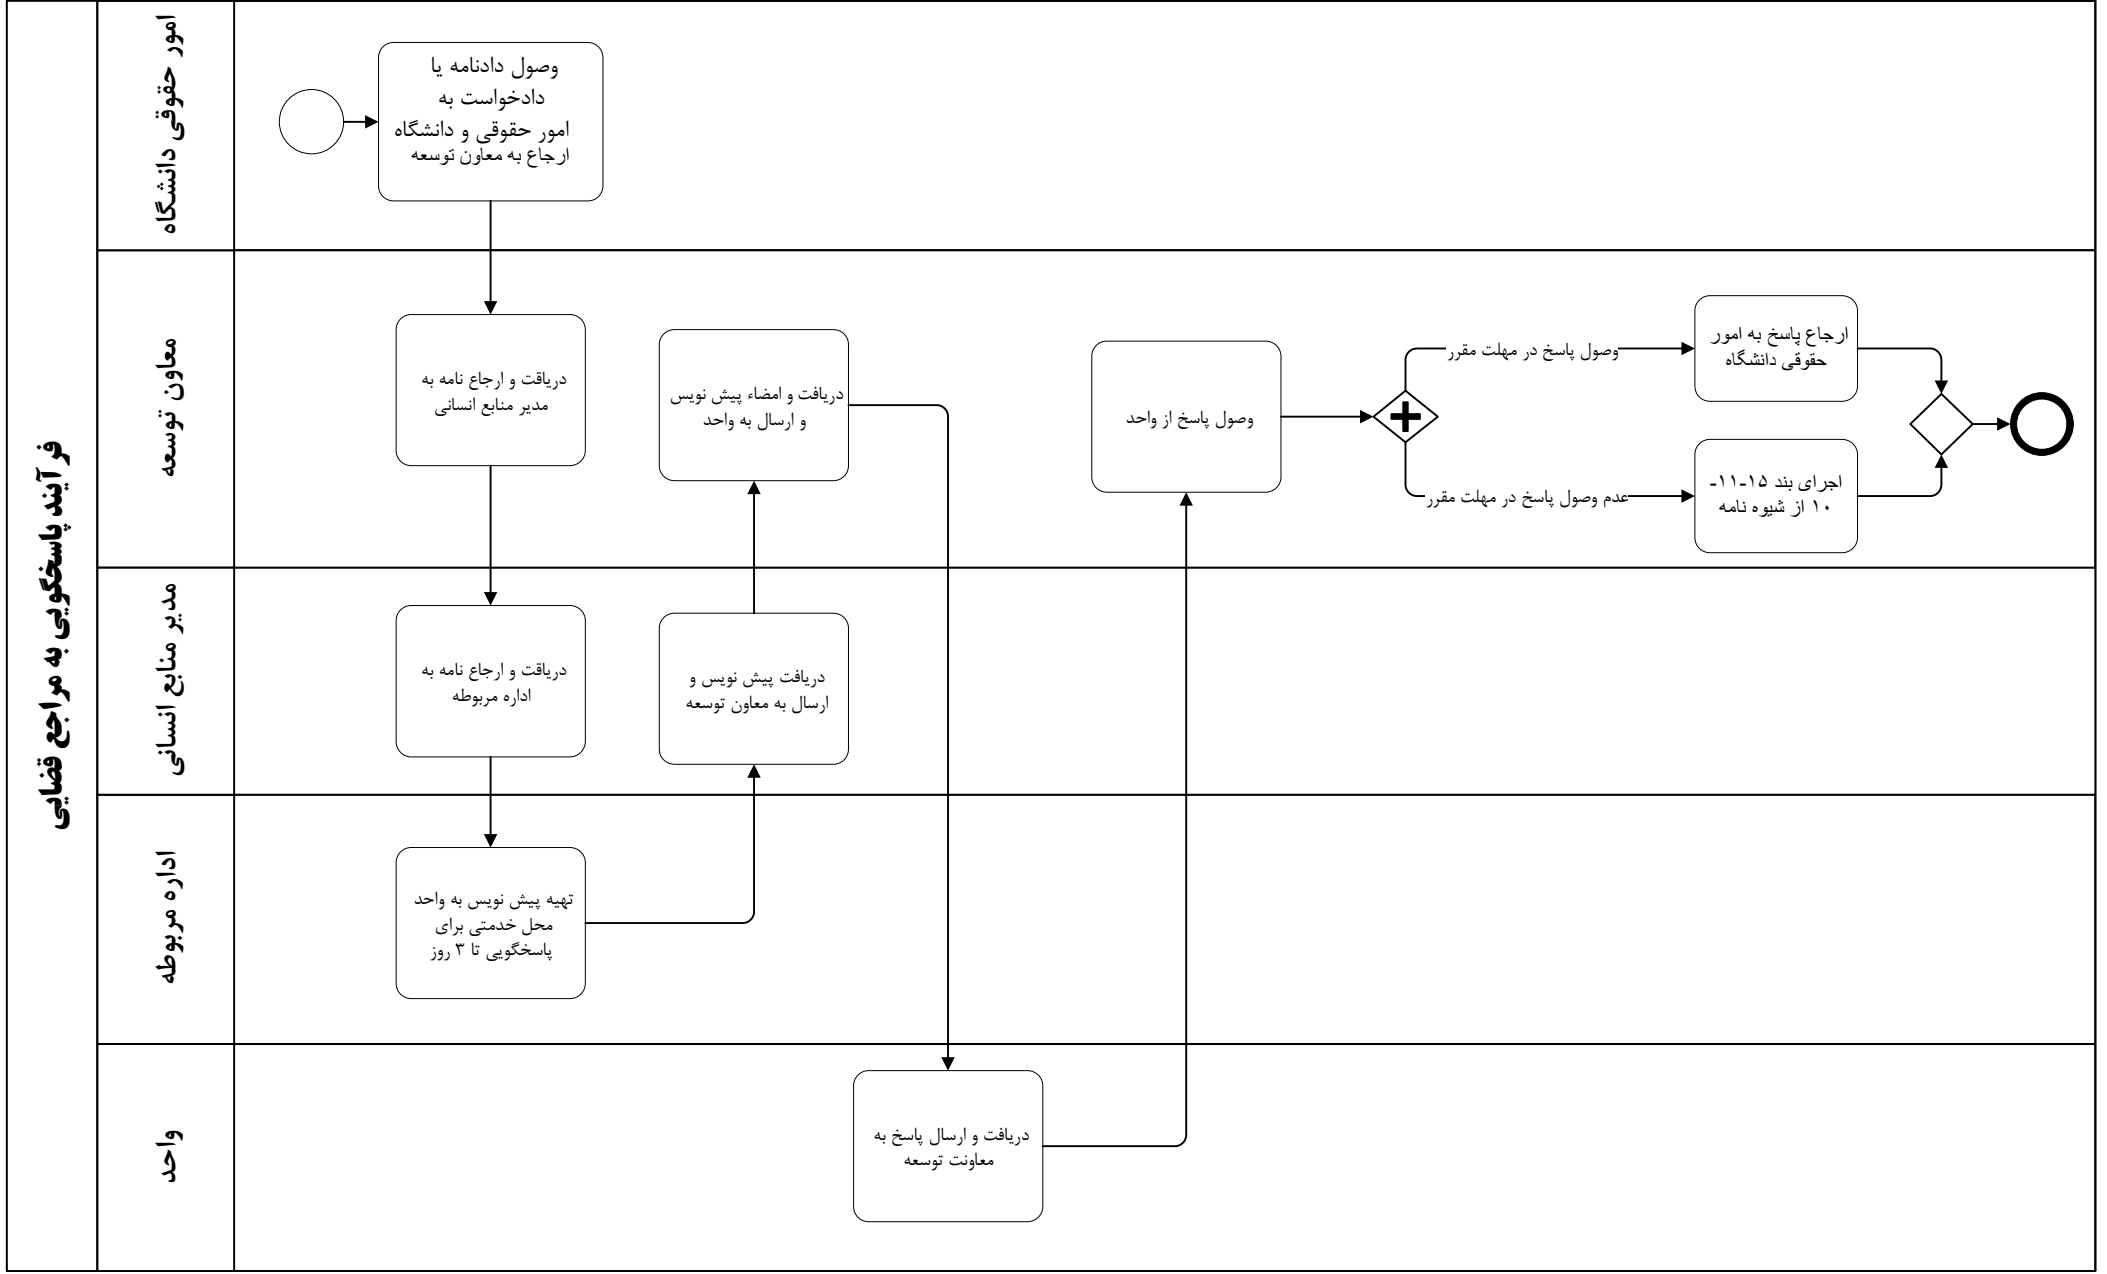 فرآیند پاسخگویی به مراجع قضایی
امور حقوقی دانشگاه
وصول دادنامه یا
دادخواست به
امور حقوقی و دانشگاه
ارجاع به معاون توسعه
معاون توسعه
دریاقت و ارجاع نامه به
مدیر منابع انسانی
دریافت و امضاء پیش نویس
و ارسال به واحد
وصول پاسخ از واحد
وصول پاسخ در مهلت مقرر
ارجاع پاسخ به امور
حقوقی دانشگاه
عدم وصول پاسخ در مهلت مقرر
اجرای بند ۱۵-۱۱-
۱۰ از شیوه نامه
مدیر منابع انسانی
دریاقت و ارجاع نامه به
اداره مربوطه
دریافت پیش نویس و
ارسال به معاون توسعه
اداره مربوطه
تهیه پیش نویس به واحد
محل خدمتی برای
پاسخگویی تا ۳ روز
واحد
دریافت و ارسال پاسخ به
معاونت توسعه